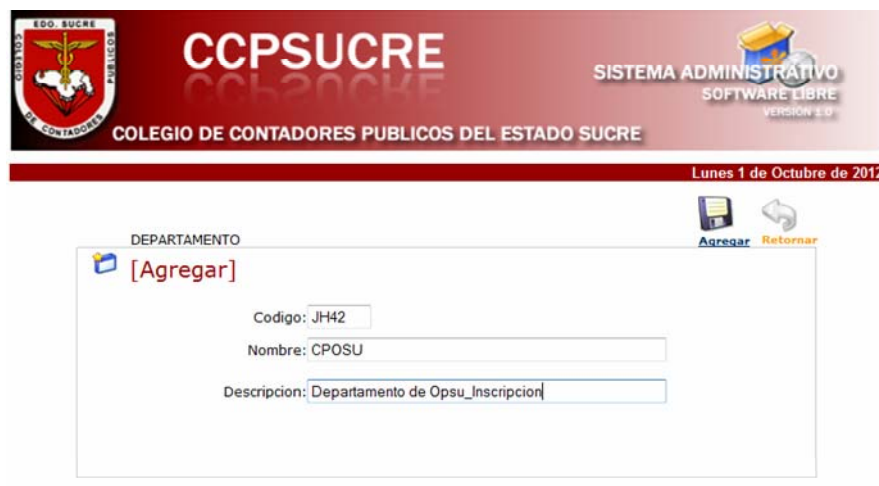 EDO. SUCRE
COLEGIO
PUBLICOS
DE CONTADORES
CCPSUCRE
SISTEMA ADMINISTRATIVO
SOFTWARE LIBRE
VERSIÓN 1.0
COLEGIO DE CONTADORES PUBLICOS DEL ESTADO SUCRE
Lunes 1 de Octubre de 2012
Agregar Retornar
DEPARTAMENTO
[Agregar]
Codigo: JH42
Nombre: CPOSU
Descripcion: Departamento de Opsu_Inscripcion